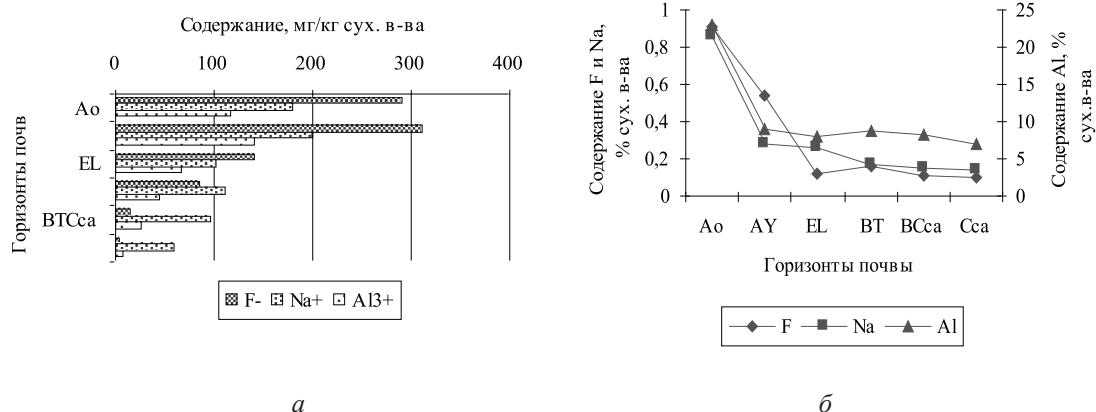 Содержание, мг/кг сух. в-ва
0 100 200 300 400
Горизонты почв
Ao
EL
BTCca
F- Na+ Al3+
а
Содержание F и Na,
% сух. в-ва
1
0,8
0,6
0,4
0,2
0
25
20
15
10
5
0
Содержание Al, %
сух.в-ва
Ao AY EL BT BCca Cca
Горизонты почвы
F Na Al
б